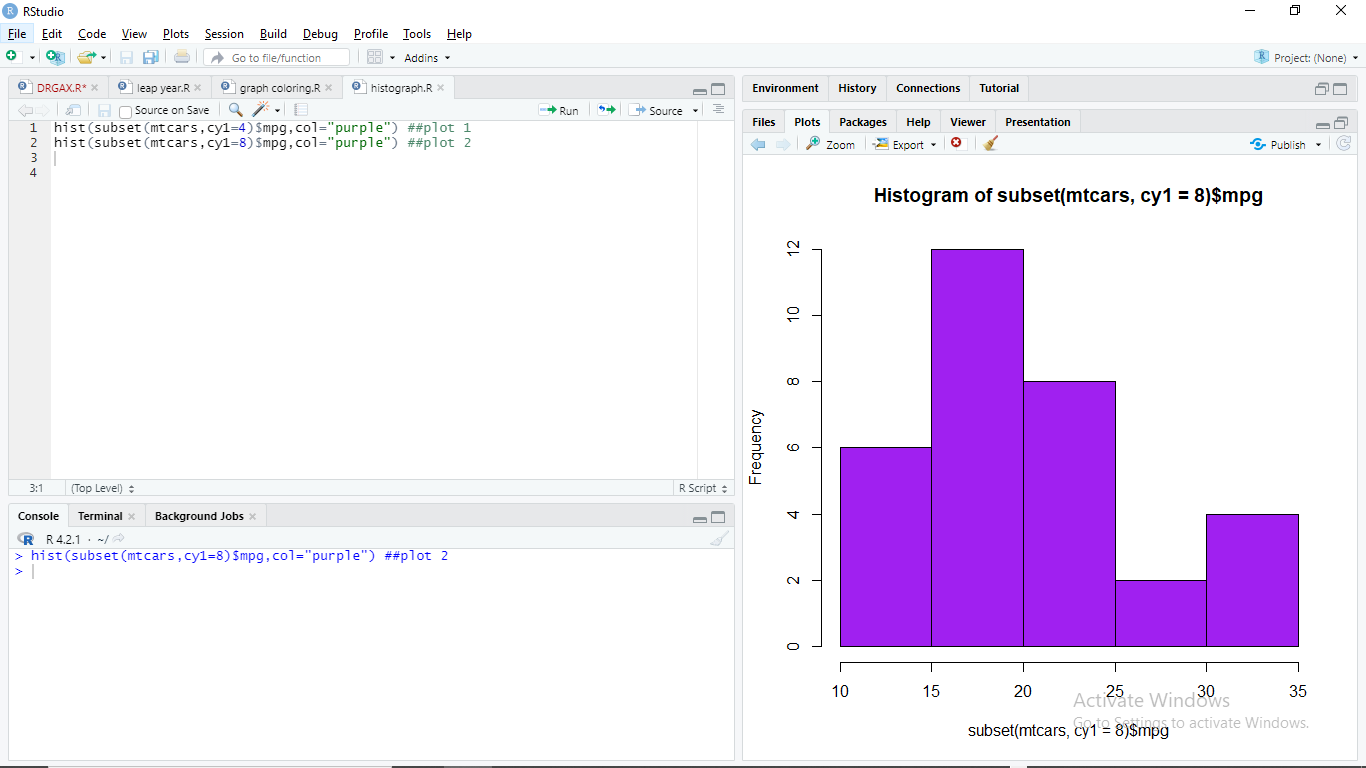 RStudio
File Edit Code View Plots Session Build Debug Profile Tools Help
Go to file/function Addins Project: (None)
DRGAX.R* leap year.R graph coloring.R histograph.R
Source on Save Run Source
1 hist(subset(mtcars,cy1=4)$mpg,col="purple") ##plot 1
2 hist(subset(mtcars,cy1=8)$mpg,col="purple") ##plot 2
3
4
3:1 (Top Level) R Script
Console Terminal Background Jobs
R 4.2.1 · ~/
> hist(subset(mtcars,cy1=8)$mpg,col="purple") ##plot 2
>
Environment History Connections Tutorial
Files Plots Packages Help Viewer Presentation
Zoom Export Publish
Histogram of subset(mtcars, cy1 = 8)$mpg
Frequency
12
10
8
6
4
2
0
10 15 20 25 30 35
subset(mtcars, cy1 = 8)$mpg
Activate Windows
Go to Settings to activate Windows.